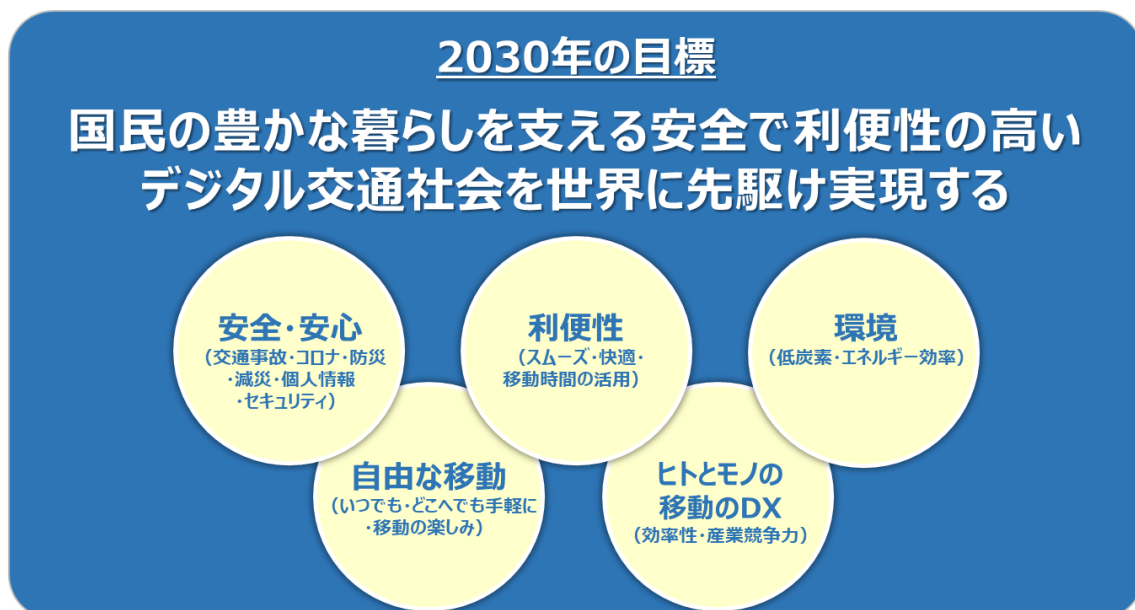 2030年の目標
国民の豊かな暮らしを支える安全で利便性の高い
デジタル交通社会を世界に先駆け実現する
安全・安心
（交通事故・コロナ・防災
・減災・個人情報
・セキュリティ）
利便性
（スムーズ・快適・
移動時間の活用）
環境
（低炭素・エネルギー効率）
自由な移動
（いつでも・どこへでも手軽に
・移動の楽しみ）
ヒトとモノの
移動のDX
（効率性・産業競争力）